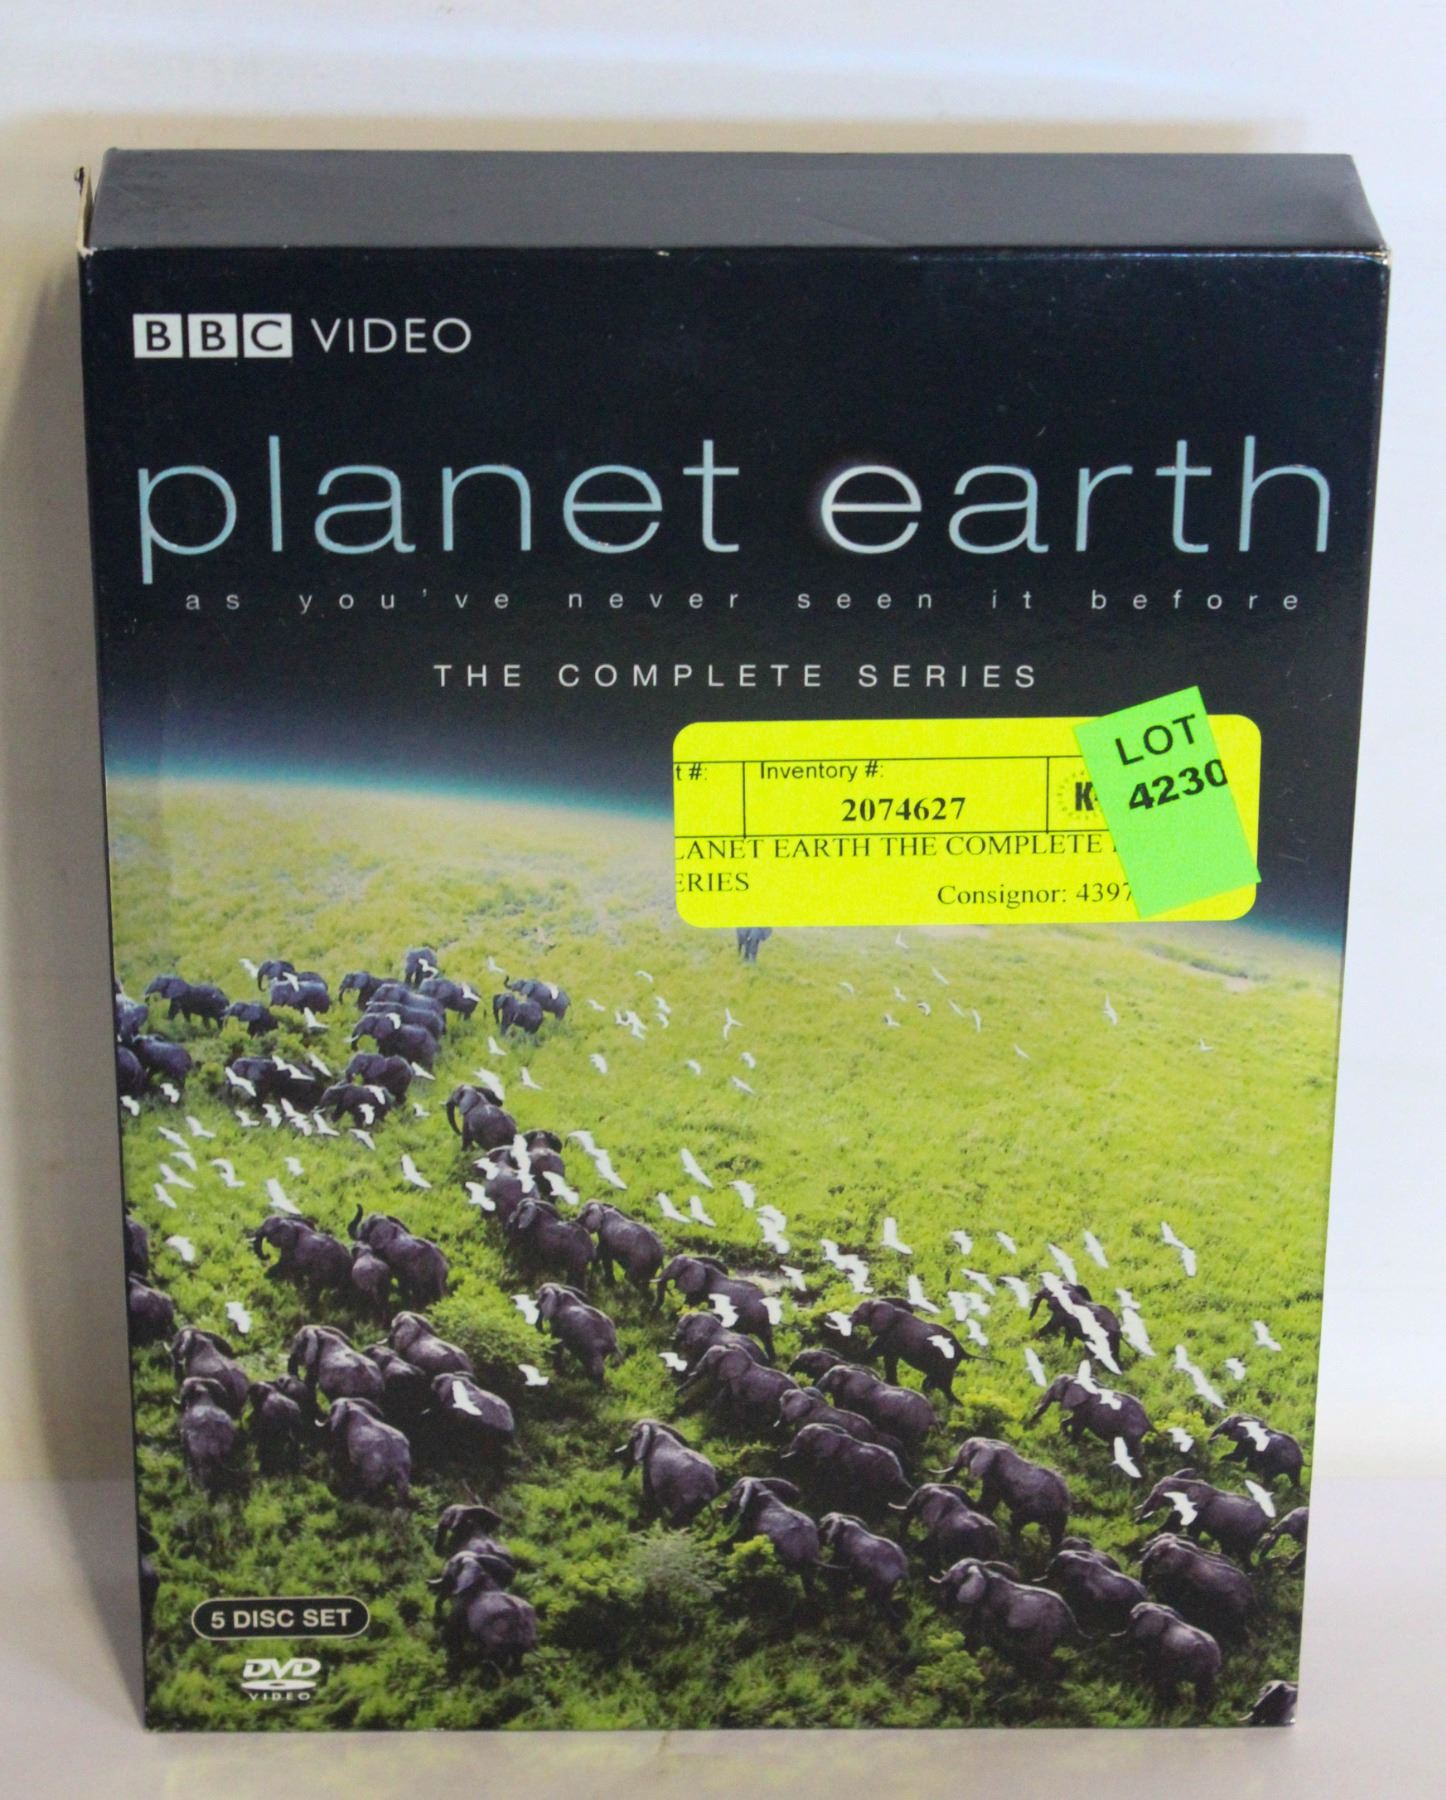 BBC VIDEO
planet earth
as you've never seen it before
THE COMPLETE SERIES
LOT
4230
t #:
Inventory #:
2074627
LANET EARTH THE COMPLETE
ERIES
Consignor: 4397
5 DISC SET
DVD
VIDEO